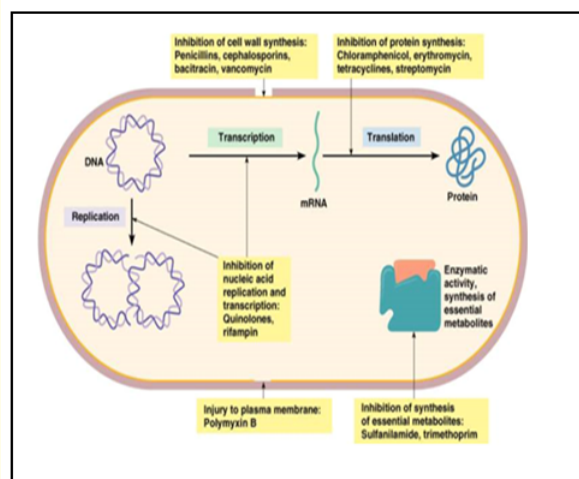 Inhibition of cell wall synthesis:
Penicillins, cephalosporins,
bacitracin, vancomycin
Inhibition of protein synthesis:
Chloramphenicol, erythromycin,
tetracyclines, streptomycin
Transcription
Translation
DNA
mRNA
Protein
Replication
Inhibition of
nucleic acid
replication and
transcription:
Quinolones,
rifampin
Enzymatic
activity,
synthesis of
essential
metabolites
Injury to plasma membrane:
Polymyxin B
Inhibition of synthesis
of essential metabolites:
Sulfanilamide, trimethoprim